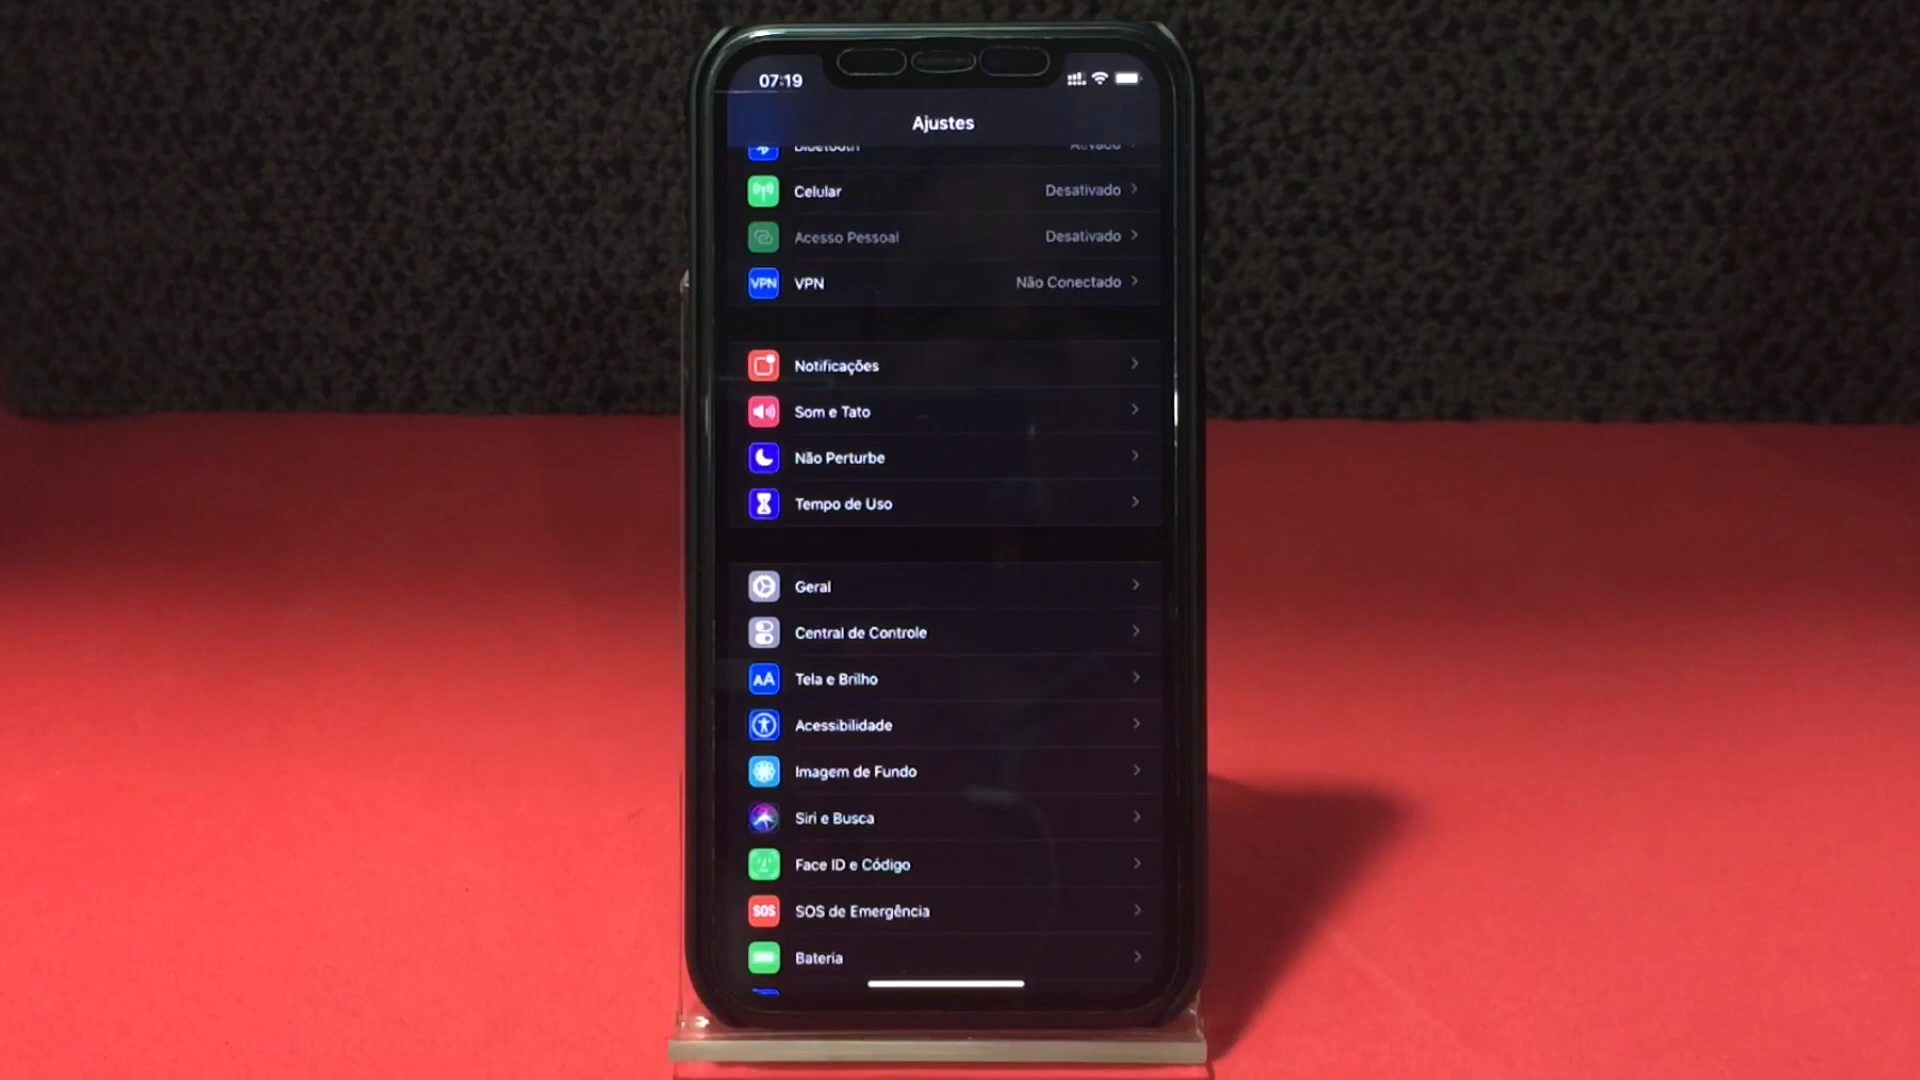 07:19
Ajustes
Bluetooth Ativado
Celular Desativado
Acesso Pessoal Desativado
VPN VPN Não Conectado
Notificações
Som e Tato
Não Perturbe
Tempo de Uso
Geral
Central de Controle
AA Tela e Brilho
Acessibilidade
Imagem de Fundo
Siri e Busca
Face ID e Código
SOS SOS de Emergência
Bateria